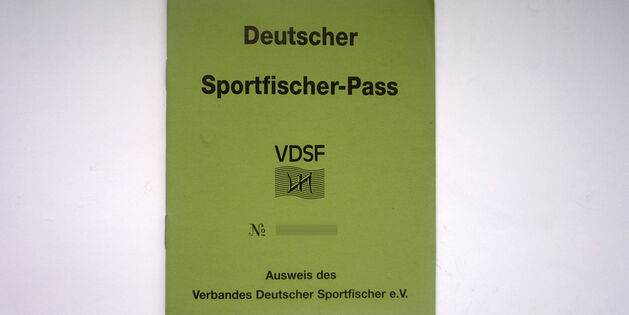 Deutscher
Sportfischer-Pass
VDSF
№
Ausweis des
Verbandes Deutscher Sportfischer e.V.